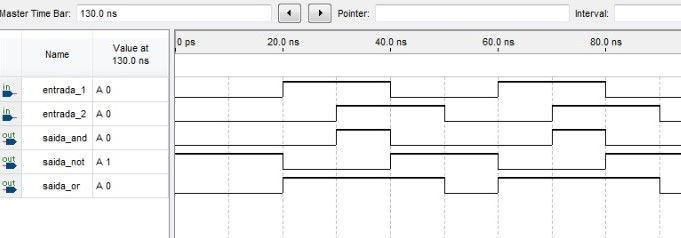 Master Time Bar: 130.0 ns Pointer: Interval:
Name Value at 130.0 ns 0 ps 20.0 ns 40.0 ns 60.0 ns 80.0 ns
in entrada_1 A 0
in entrada_2 A 0
out saida_and A 0
out saida_not A 1
out saida_or A 0